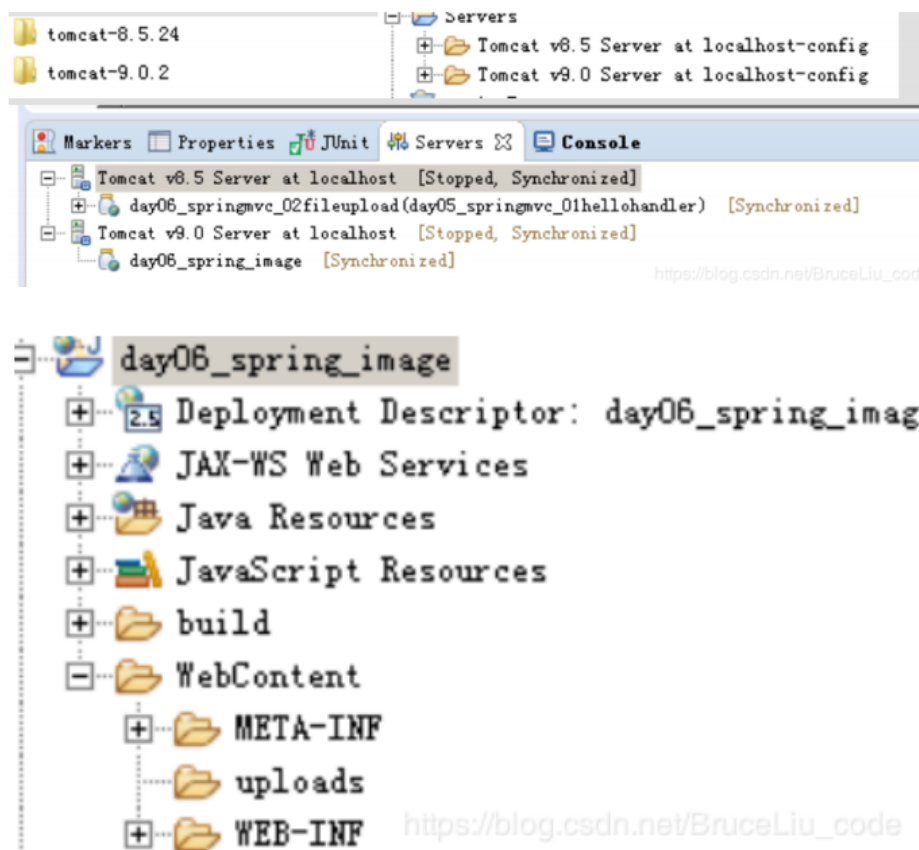 tomcat-8.5.24
tomcat-9.0.2
Servers
Tomcat v8.5 Server at localhost-config
Tomcat v9.0 Server at localhost-config
Markers Properties JUnit Servers Console
Tomcat v8.5 Server at localhost [Stopped, Synchronized]
day06_springmvc_02fileupload(day05_springmvc_01hellohandler) [Synchronized]
Tomcat v9.0 Server at localhost [Stopped, Synchronized]
day06_spring_image [Synchronized]
https://blog.csdn.net/BruceLiu_cod
day06_spring_image
2.5 Deployment Descriptor: day06_spring_imag
JAX-WS Web Services
Java Resources
JavaScript Resources
build
WebContent
META-INF
uploads
WEB-INF
https://blog.csdn.net/BruceLiu_code